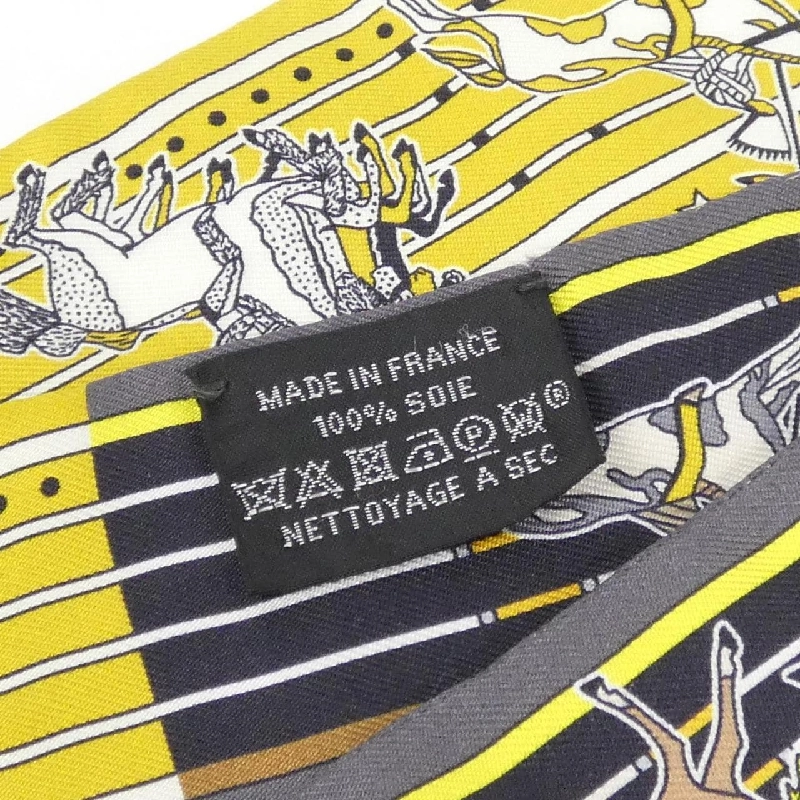 MADE IN FRANCE
100% SOIE
P W ®
NETTOYAGE A SEC